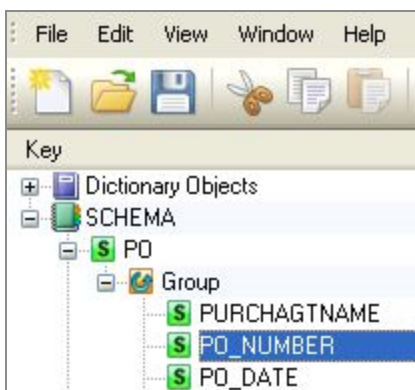 File Edit View Window Help
Key
Dictionary Objects
SCHEMA
S PO
Group
S PURCHAGTNAME
S PO_NUMBER
S PO_DATE